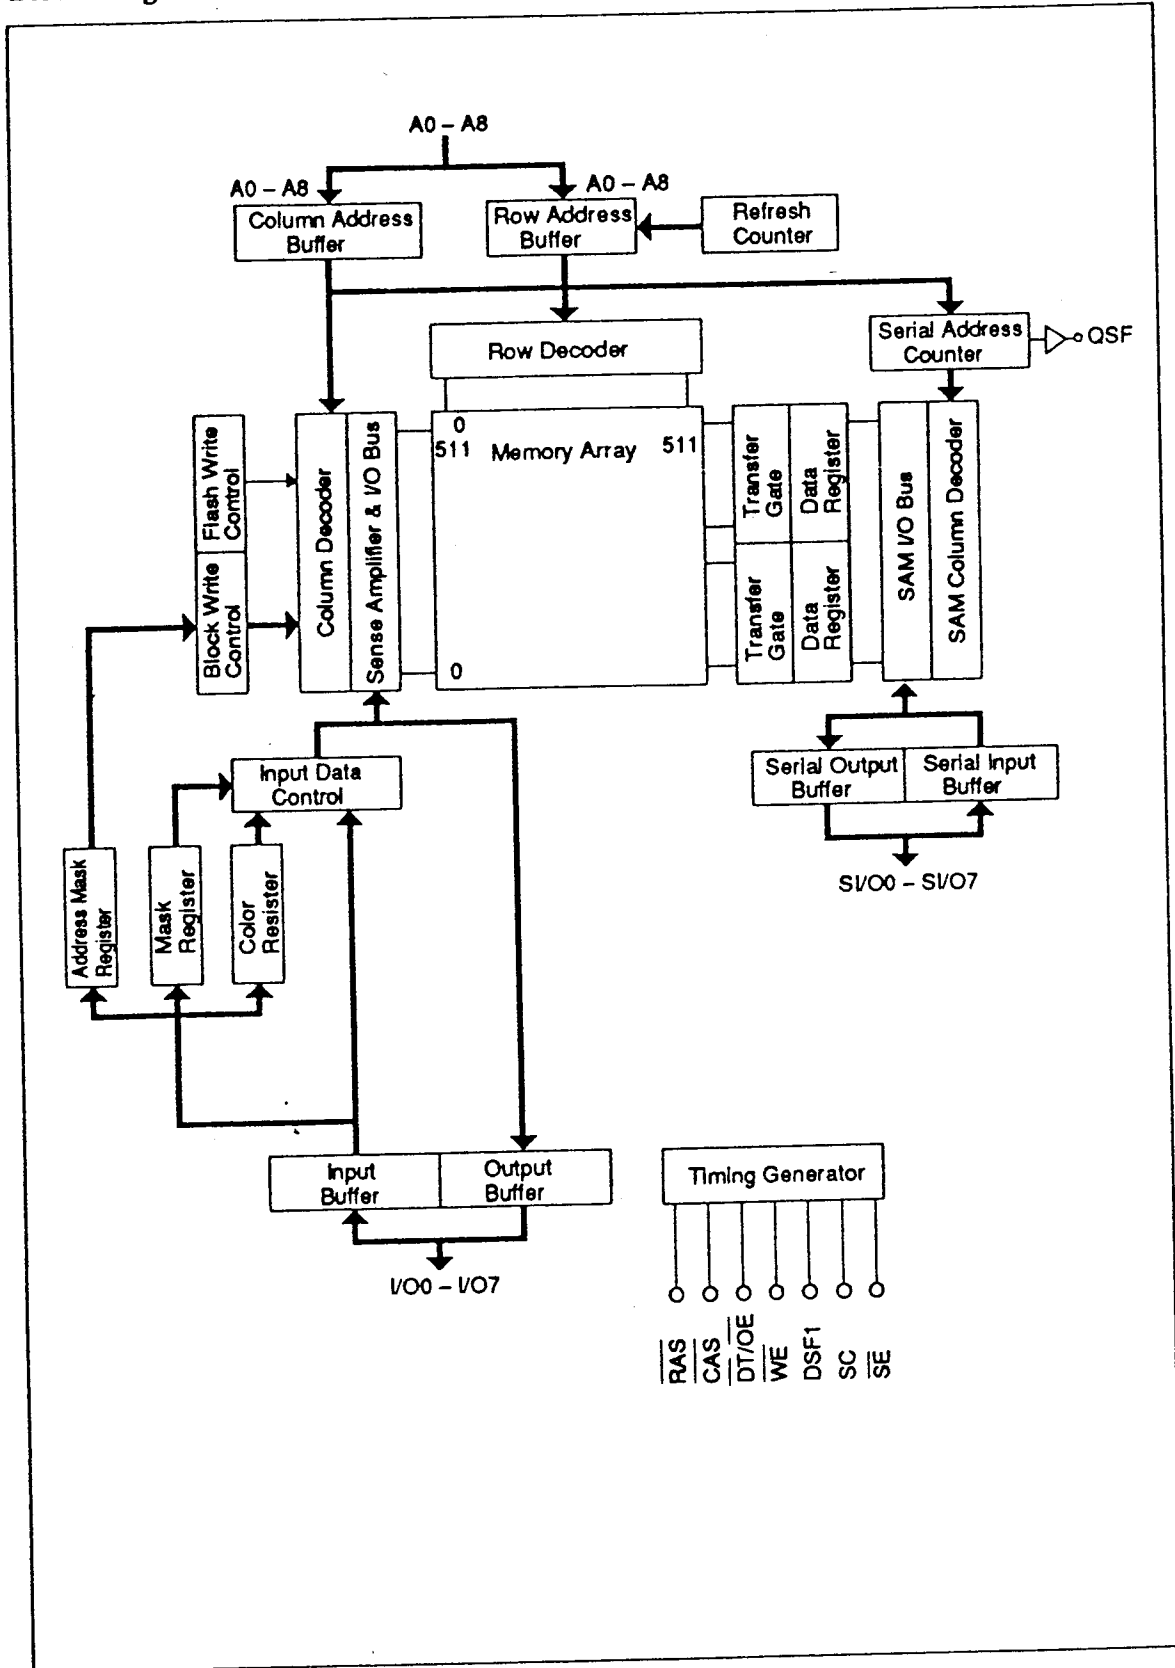 A0 – A8
A0 – A8
A0 – A8
Column Address
Buffer
Row Address
Buffer
Refresh
Counter
Row Decoder
Serial Address
Counter
QSF
Flash Write
Control
Block Write
Control
Column Decoder
Sense Amplifier & I/O Bus
0
511
Memory Array
511
0
Transfer
Gate
Data
Register
Transfer
Gate
Data
Register
SAM I/O Bus
SAM Column Decoder
Input Data
Control
Serial Output
Buffer
Serial Input
Buffer
SI/O0 – SI/O7
Address Mask
Register
Mask
Register
Color
Resister
Input
Buffer
Output
Buffer
I/O0 – I/O7
Timing Generator
RAS
CAS
DT/OE
WE
DSF1
SC
SE